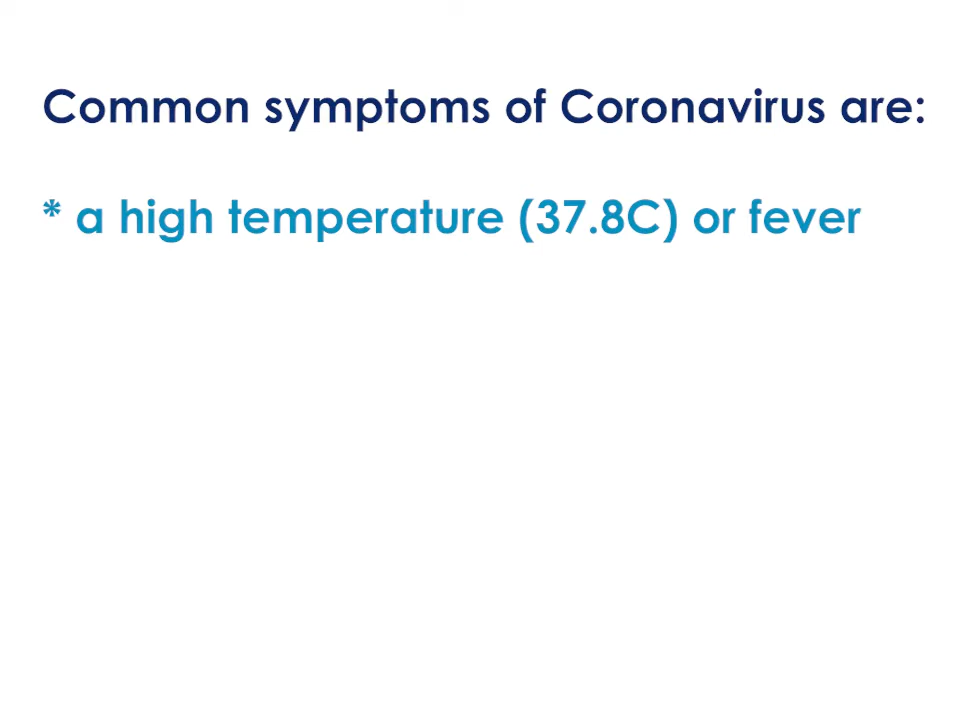 Common symptoms of Coronavirus are:
* a high temperature (37.8C) or fever